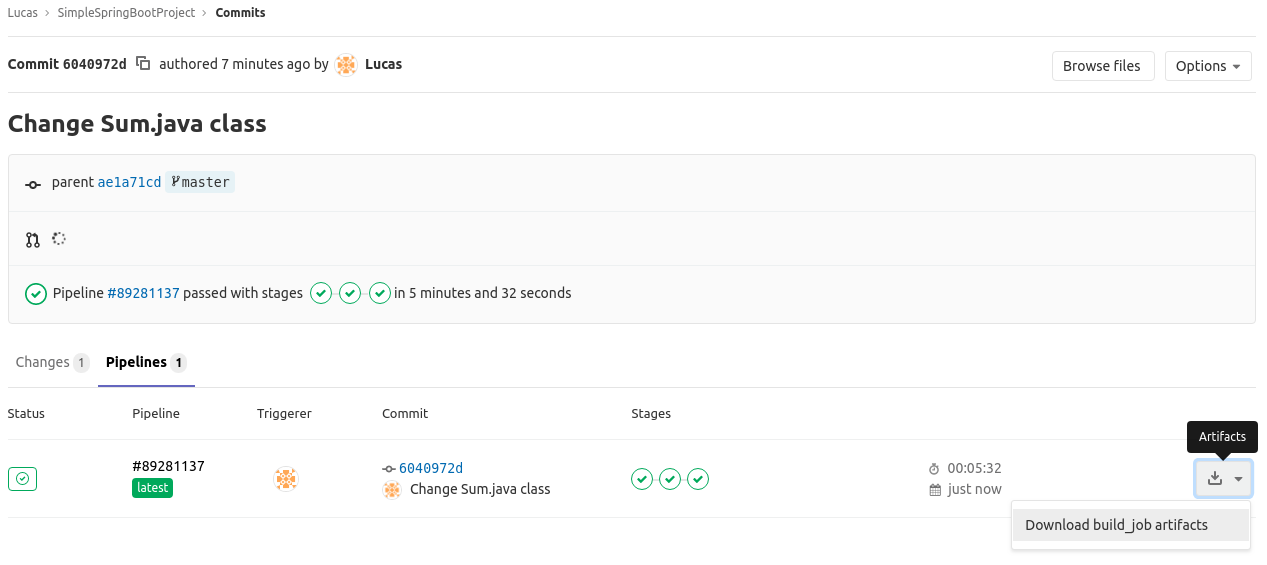 Lucas > SimpleSpringBootProject > Commits
Commit 6040972d authored 7 minutes ago by Lucas
Browse files
Options
Change Sum.java class
parent ae1a71cd master
Pipeline #89281137 passed with stages in 5 minutes and 32 seconds
Changes 1
Pipelines 1
Status Pipeline Triggerer Commit Stages
Artifacts
#89281137
latest
6040972d
Change Sum.java class
00:05:32
just now
Download build_job artifacts